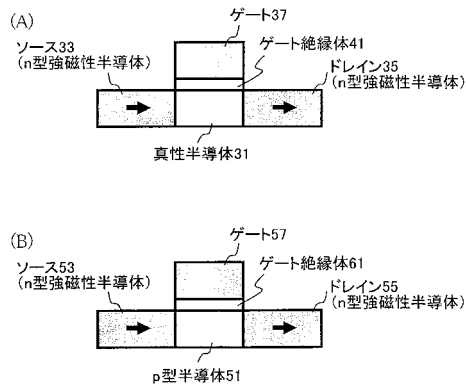 (A)
ゲート37
ソース33
(n型強磁性半導体)
ゲート絶縁体41
ドレイン35
(n型強磁性半導体)
真性半導体31
(B)
ゲート57
ソース53
(n型強磁性半導体)
ゲート絶縁体61
ドレイン55
(n型強磁性半導体)
p型半導体51